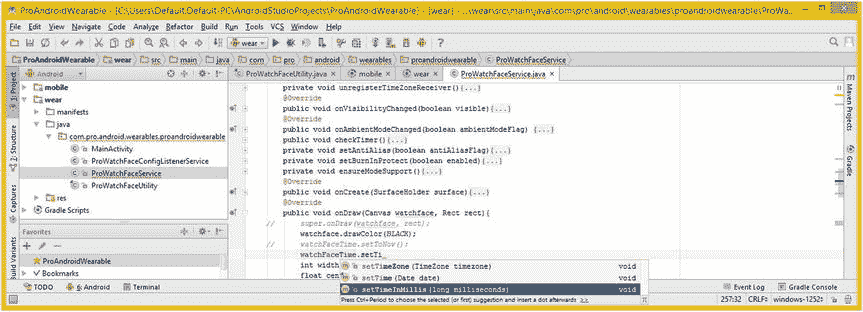 ProAndroidWearable - [C:\Users\Default.Default-PC\AndroidStudioProjects\ProAndroidWearable] - [wear] - ...\wear\src\main\java\com\pro\android\wearables\proandroidwearable\ProWa...
File Edit View Navigate Code Analyze Refactor Build Run Tools VCS Window Help
wear
ProAndroidWearable wear src main java com pro android wearables proandroidwearable ProWatchFaceService
Android
ProWatchFaceUtility.java × mobile × wear × ProWatchFaceService.java ×
1: Project
Z: Structure
Captures
Build Variants
mobile
wear
manifests
java
com.pro.android.wearables.proandroidwearable
MainActivity
ProWatchFaceConfigListenerService
ProWatchFaceService
ProWatchFaceUtility
res
Gradle Scripts
Favorites
ProAndroidWearable
Bookmarks
private void unregisterTimeZoneReceiver(){...}
@Override
public void onVisibilityChanged(boolean visible){...}
@Override
public void onAmbientModeChanged(boolean ambientModeFlag) {...}
private void checkTimer(){...}
private void setAntiAlias(boolean antiAliasFlag){...}
private void setBurnInProtect(boolean enabled){...}
private void ensureModeSupport(){...}
@Override
public void onCreate(SurfaceHolder surface){...}
@Override
public void onDraw(Canvas watchface, Rect rect){
// super.onDraw(watchface, rect);
watchface.drawColor(BLACK);
// watchFaceTime.setToNow();
watchFaceTime.setTi
int width
float cent
setTimeZone(TimeZone timezone) void
setTime(Date date) void
setTimeInMillis(long milliseconds) void
Press Ctrl+Period to choose the selected (or first) suggestion and insert a dot afterwards >>
Maven Projects
Gradle
TODO 6: Android Terminal Event Log Gradle Console
257:32 CRLF windows-1252